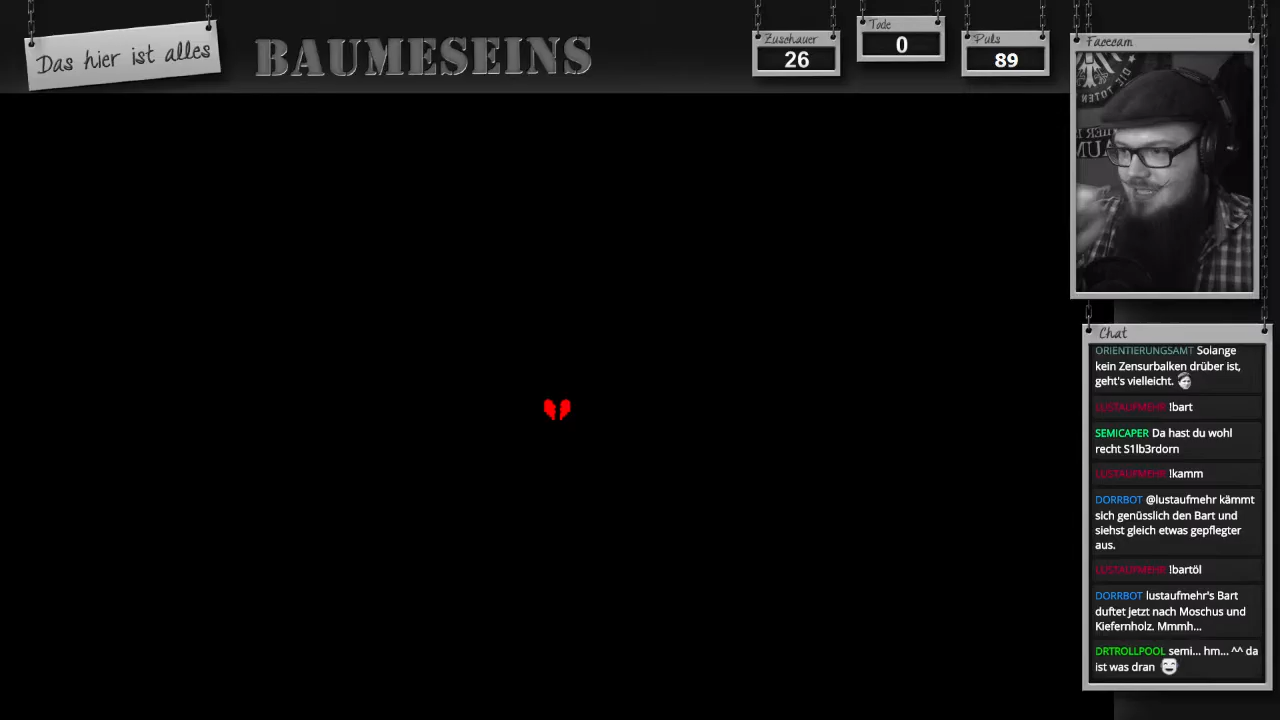 Das hier ist alles
BAUMESEINS
Zuschauer
26
Tode
0
Puls
89
Facecam
DIE TOTEN
Chat
ORIENTIERUNGSAMT Solange
kein Zensurbalken drüber ist,
geht's vielleicht.
LUSTAUFMEHR !bart
SEMICAPER Da hast du wohl
recht S1lb3rdorn
LUSTAUFMEHR !kamm
DORRBOT @lustaufmehr kämmt
sich genüsslich den Bart und
siehst gleich etwas gepflegter
aus.
LUSTAUFMEHR !bartöl
DORRBOT lustaufmehr's Bart
duftet jetzt nach Moschus und
Kiefernholz. Mmmh...
DRTROLLPOOL semi... hm... ^^ da
ist was dran